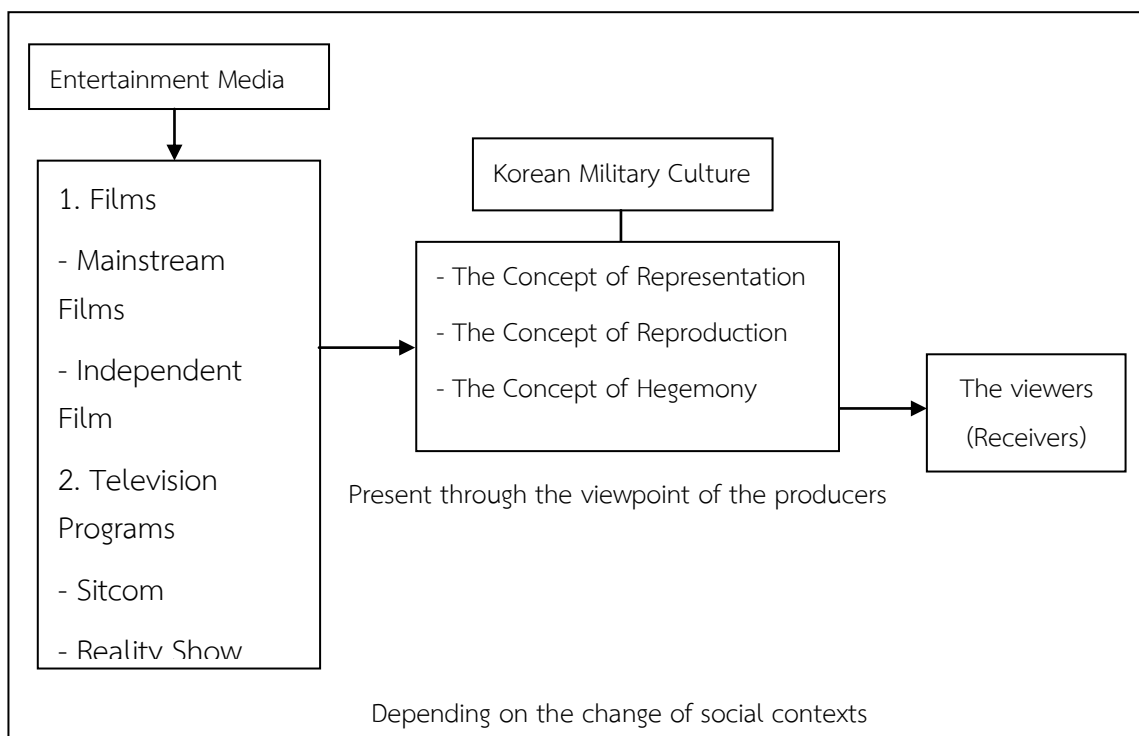 Entertainment Media
1. Films
- Mainstream
Films
- Independent
Film
2. Television
Programs
- Sitcom
- Reality Show
Korean Military Culture
- The Concept of Representation
- The Concept of Reproduction
- The Concept of Hegemony
The viewers
(Receivers)
Present through the viewpoint of the producers
Depending on the change of social contexts